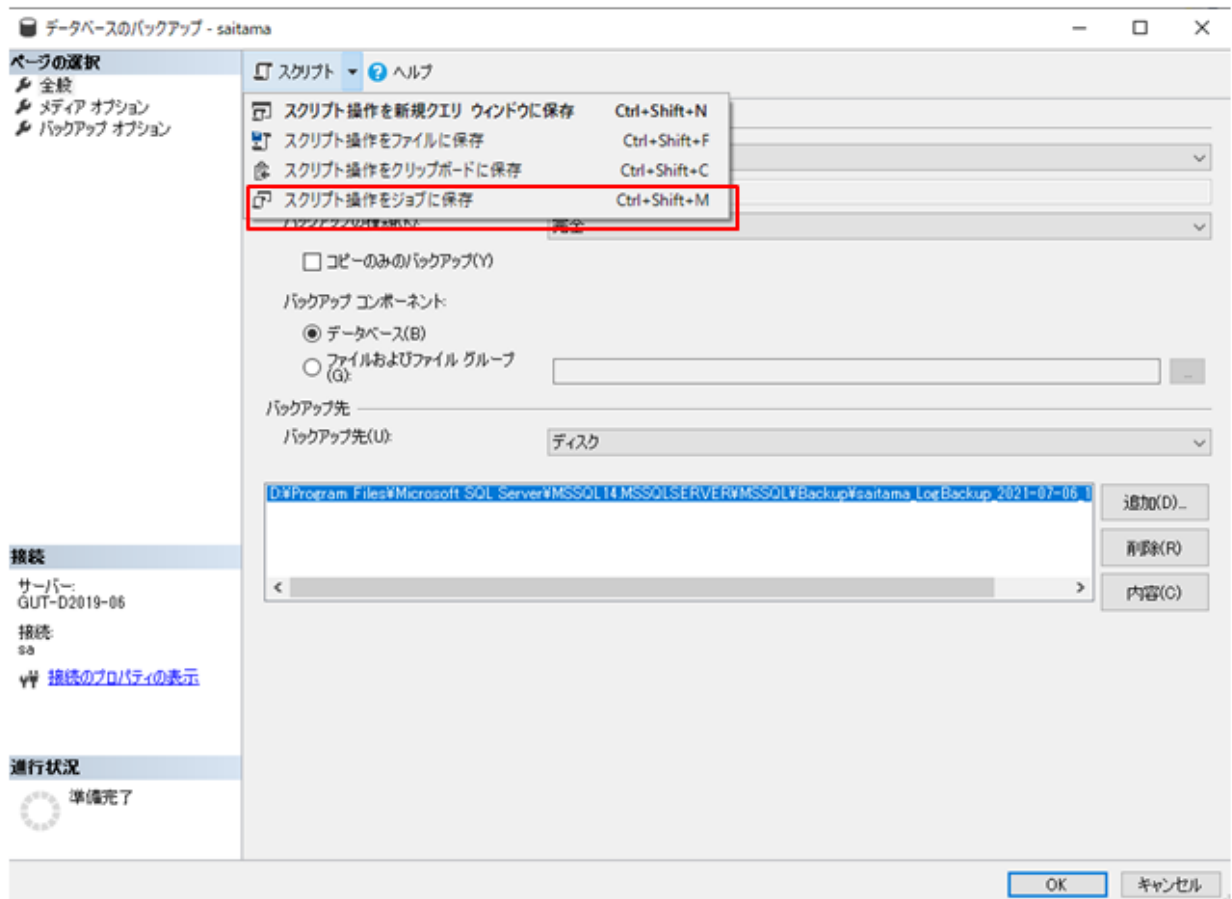 データベースのバックアップ - saitama
ページの選択
全般
メディア オプション
バックアップ オプション
スクリプト
ヘルプ
スクリプト操作を新規クエリ ウィンドウに保存 Ctrl+Shift+N
スクリプト操作をファイルに保存 Ctrl+Shift+F
スクリプト操作をクリップボードに保存 Ctrl+Shift+C
スクリプト操作をジョブに保存 Ctrl+Shift+M
完全
コピーのみのバックアップ(Y)
バックアップ コンポーネント:
データベース(B)
ファイルおよびファイル グループ
(G):
...
バックアップ先
バックアップ先(U): ディスク
D:¥Program Files¥Microsoft SQL Server¥MSSQL14.MSSQLSERVER¥MSSQL¥Backup¥saitama_LogBackup_2021-07-06_1
追加(D)...
削除(R)
内容(C)
接続
サーバー:
GUT-D2019-06
接続:
sa
接続のプロパティの表示
進行状況
準備完了
OK キャンセル